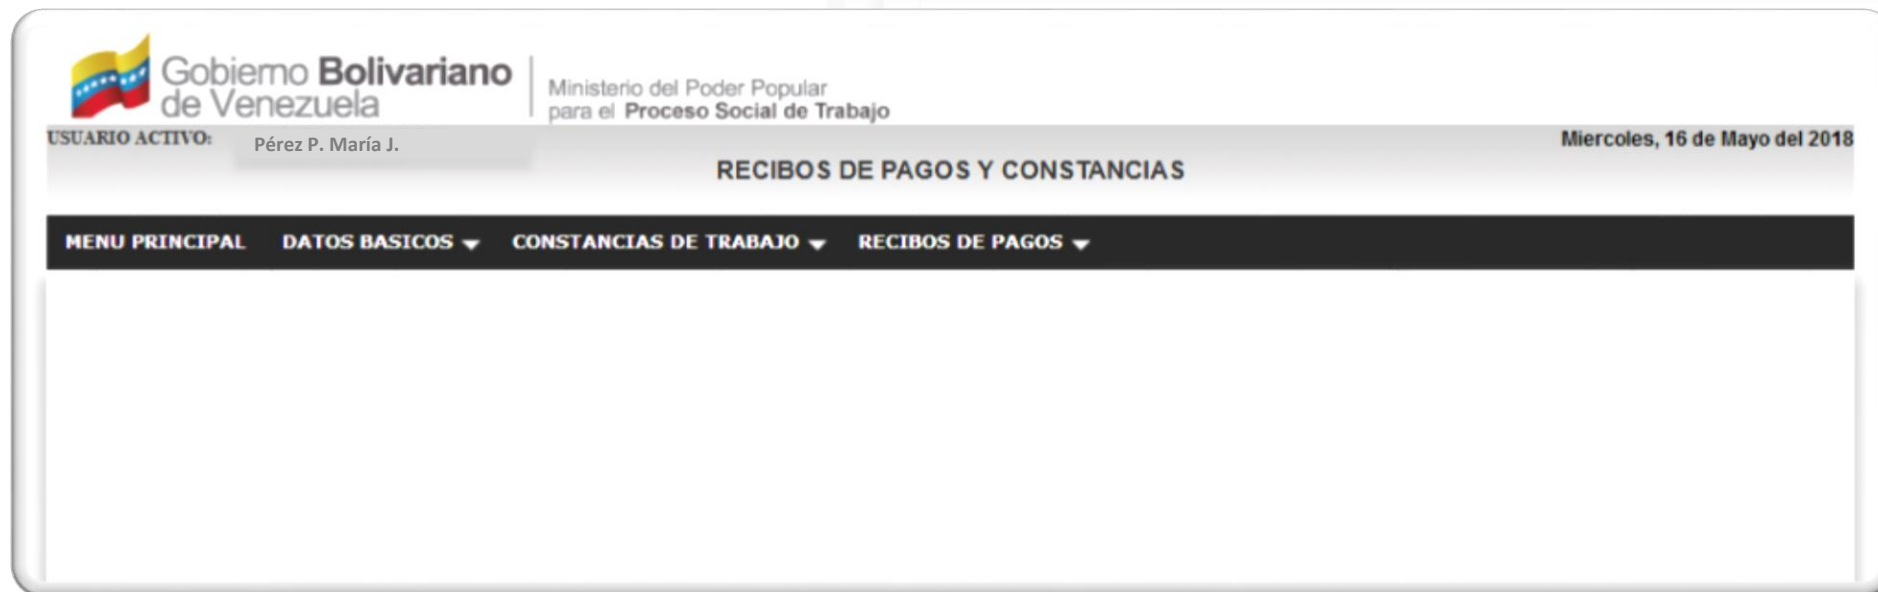 Gobierno Bolivariano
de Venezuela
Ministerio del Poder Popular
para el Proceso Social de Trabajo
USUARIO ACTIVO:
Pérez P. María J.
Miercoles, 16 de Mayo del 2018
RECIBOS DE PAGOS Y CONSTANCIAS
MENU PRINCIPAL DATOS BASICOS CONSTANCIAS DE TRABAJO RECIBOS DE PAGOS